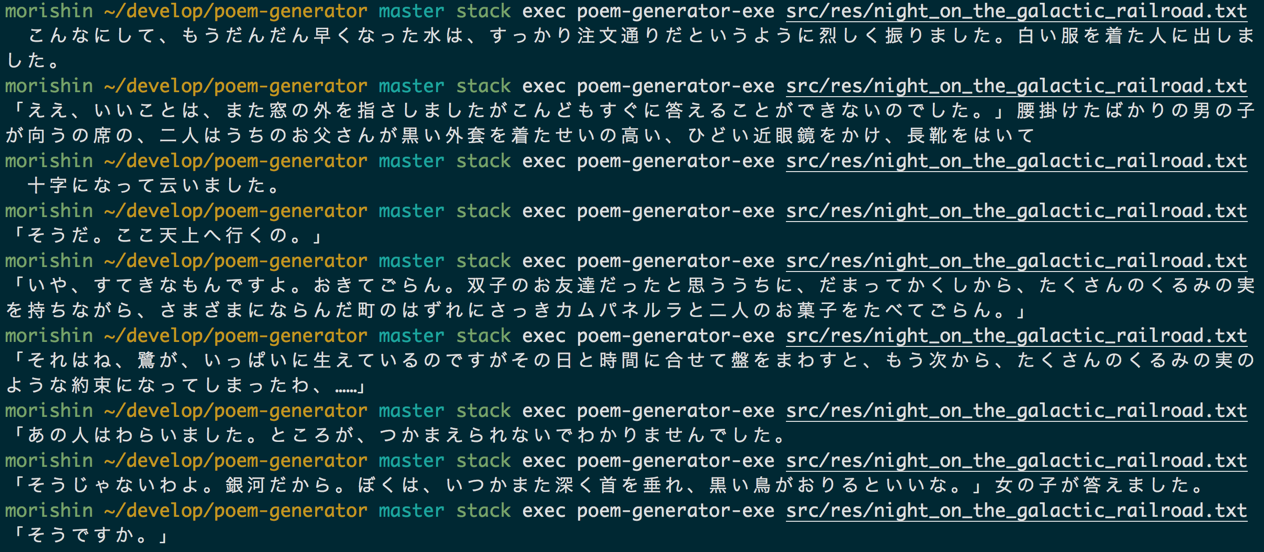 morishin ~/develop/poem-generator master stack exec poem-generator-exe src/res/night_on_the_galactic_railroad.txt
　こんなにして、もうだんだん早くなった水は、すっかり注文通りだというように烈しく振りました。白い服を着た人に出しま
した。
morishin ~/develop/poem-generator master stack exec poem-generator-exe src/res/night_on_the_galactic_railroad.txt
「ええ、いいことは、また窓の外を指さしましたがこんどもすぐに答えることができないのでした。」腰掛けたばかりの男の子
が向うの席の、二人はうちのお父さんが黒い外套を着たせいの高い、ひどい近眼鏡をかけ、長靴をはいて
morishin ~/develop/poem-generator master stack exec poem-generator-exe src/res/night_on_the_galactic_railroad.txt
　十字になって云いました。
morishin ~/develop/poem-generator master stack exec poem-generator-exe src/res/night_on_the_galactic_railroad.txt
「そうだ。ここ天上へ行くの。」
morishin ~/develop/poem-generator master stack exec poem-generator-exe src/res/night_on_the_galactic_railroad.txt
「いや、すてきなもんですよ。おきてごらん。双子のお友達だったと思ううちに、だまってかくしから、たくさんのくるみの実
を持ちながら、さまざまにならんだ町のはずれにさっきカムパネルラと二人のお菓子をたべてごらん。」
morishin ~/develop/poem-generator master stack exec poem-generator-exe src/res/night_on_the_galactic_railroad.txt
「それはね、鷺が、いっぱいに生えているのですがその日と時間に合せて盤をまわすと、もう次から、たくさんのくるみの実の
ような約束になってしまったわ、……」
morishin ~/develop/poem-generator master stack exec poem-generator-exe src/res/night_on_the_galactic_railroad.txt
「あの人はわらいました。ところが、つかまえられないでわかりませんでした。
morishin ~/develop/poem-generator master stack exec poem-generator-exe src/res/night_on_the_galactic_railroad.txt
「そうじゃないわよ。銀河だから。ぼくは、いつかまた深く首を垂れ、黒い鳥がおりるといいな。」女の子が答えました。
morishin ~/develop/poem-generator master stack exec poem-generator-exe src/res/night_on_the_galactic_railroad.txt
「そうですか。」